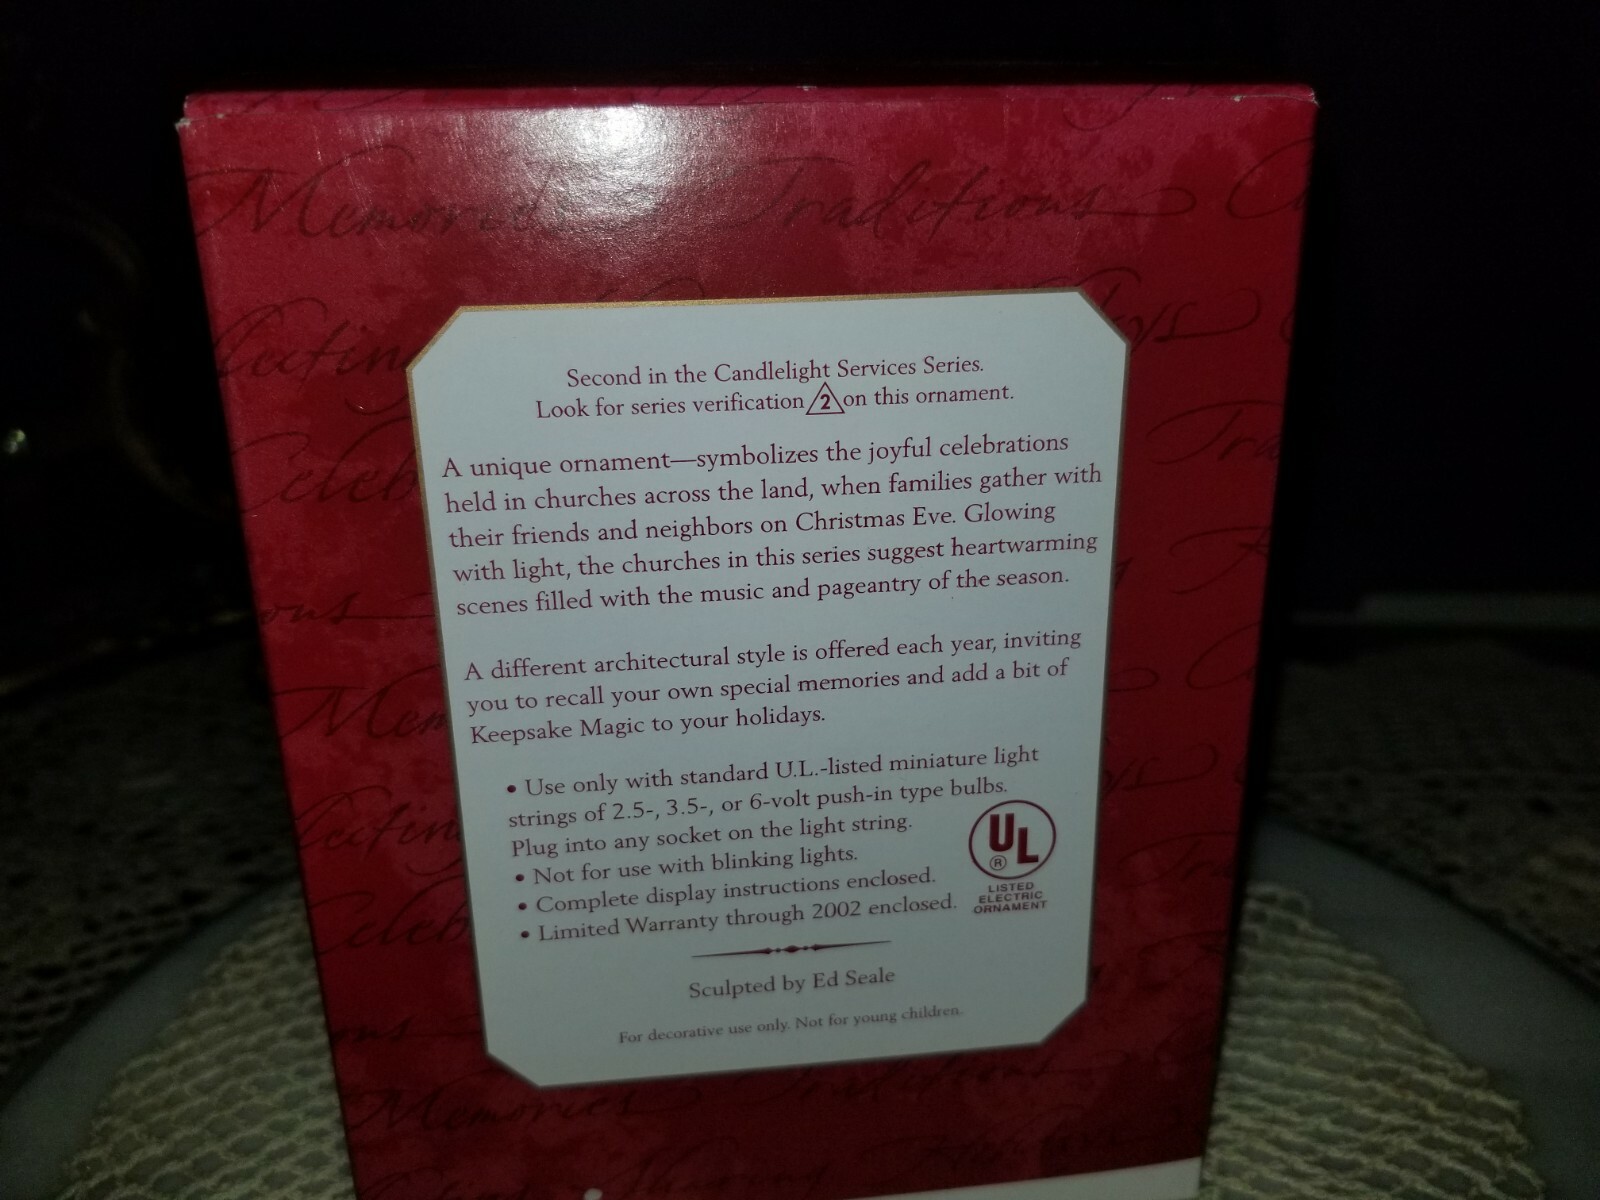 Memories Traditions
Second in the Candlelight Services Series.
Look for series verification 2 on this ornament.
A unique ornament—symbolizes the joyful celebrations
held in churches across the land, when families gather with
their friends and neighbors on Christmas Eve. Glowing
with light, the churches in this series suggest heartwarming
scenes filled with the music and pageantry of the season.
A different architectural style is offered each year, inviting
you to recall your own special memories and add a bit of
Keepsake Magic to your holidays.
• Use only with standard U.L.-listed miniature light
strings of 2.5-, 3.5-, or 6-volt push-in type bulbs.
Plug into any socket on the light string.
• Not for use with blinking lights.
• Complete display instructions enclosed.
• Limited Warranty through 2002 enclosed.
UL ®
LISTED
ELECTRIC
ORNAMENT
Sculpted by Ed Seale
For decorative use only. Not for young children.
Memories Traditions